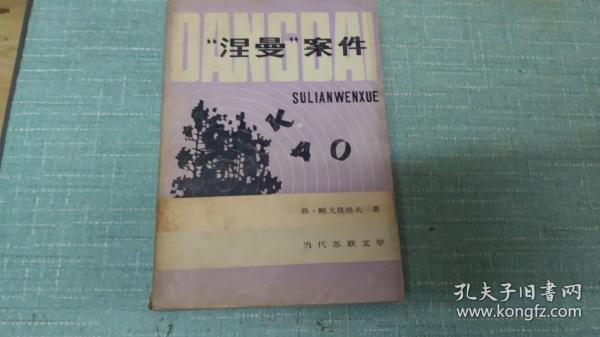 DANGDAI
“涅曼”案件
SULIANWENXUE
弗·鲍戈莫洛夫 著
当代苏联文学
孔夫子旧书网
www.kongfz.com